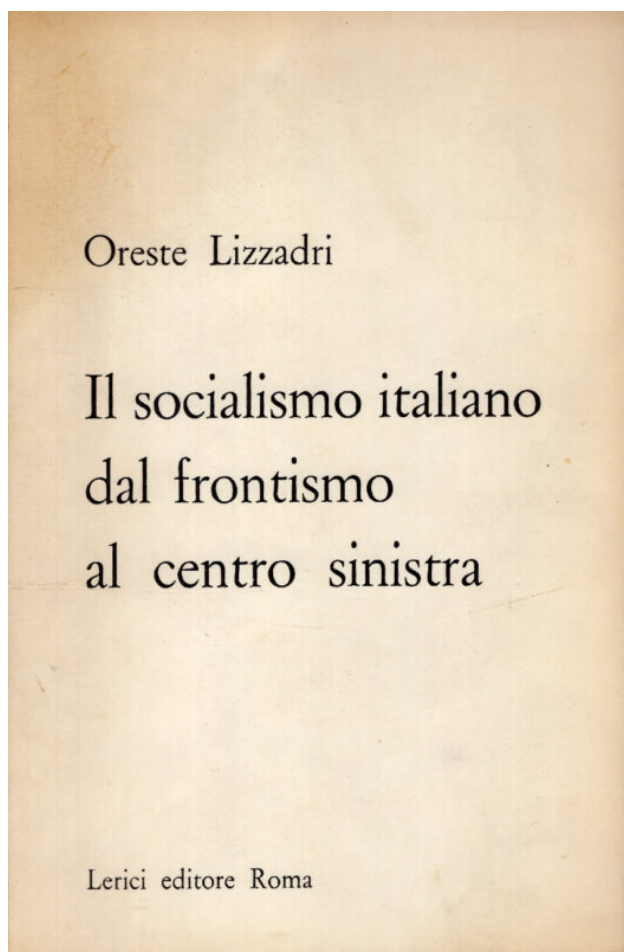 Oreste Lizzadri
Il socialismo italiano
dal frontismo
al centro sinistra
Lerici editore Roma